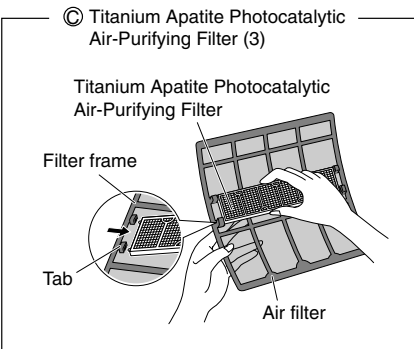 Ⓒ Titanium Apatite Photocatalytic
Air-Purifying Filter (3)
Titanium Apatite Photocatalytic
Air-Purifying Filter
Filter frame
Tab
Air filter